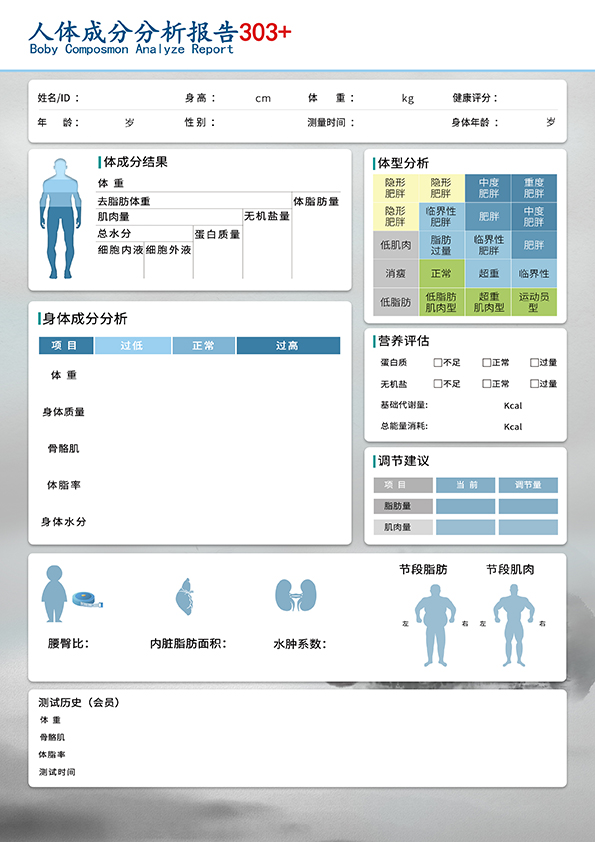 人体成分分析报告303+
Boby Composmon Analyze Report
姓名/ID ： 身高 ： cm 体 重 ： kg 健康评分 ：
年 龄 ： 岁 性别 ： 测量时间 ： 身体年龄 ： 岁
体成分结果
体 重
去脂肪体重 体脂肪量
肌肉量 无机盐量
总水分 蛋白质量
细胞内液 细胞外液
体型分析
隐形肥胖 隐形肥胖 中度肥胖 重度肥胖
隐形肥胖 临界性肥胖 肥胖 中度肥胖
低肌肉 脂肪过量 临界性肥胖 肥胖
消瘦 正常 超重 临界性
低脂肪 低脂肪肌肉型 超重肌肉型 运动员型
身体成分分析
项 目 过低 正常 过高
体 重
身体质量
骨骼肌
体脂率
身体水分
营养评估
蛋白质 □不足 □正常 □过量
无机盐 □不足 □正常 □过量
基础代谢量: Kcal
总能量消耗: Kcal
调节建议
项 目 当 前 调节量
脂肪量
肌肉量
腰臀比： 内脏脂肪面积： 水肿系数：
节段脂肪 节段肌肉
左 右 左 右
测试历史（会员）
体 重
骨骼肌
体脂率
测试时间